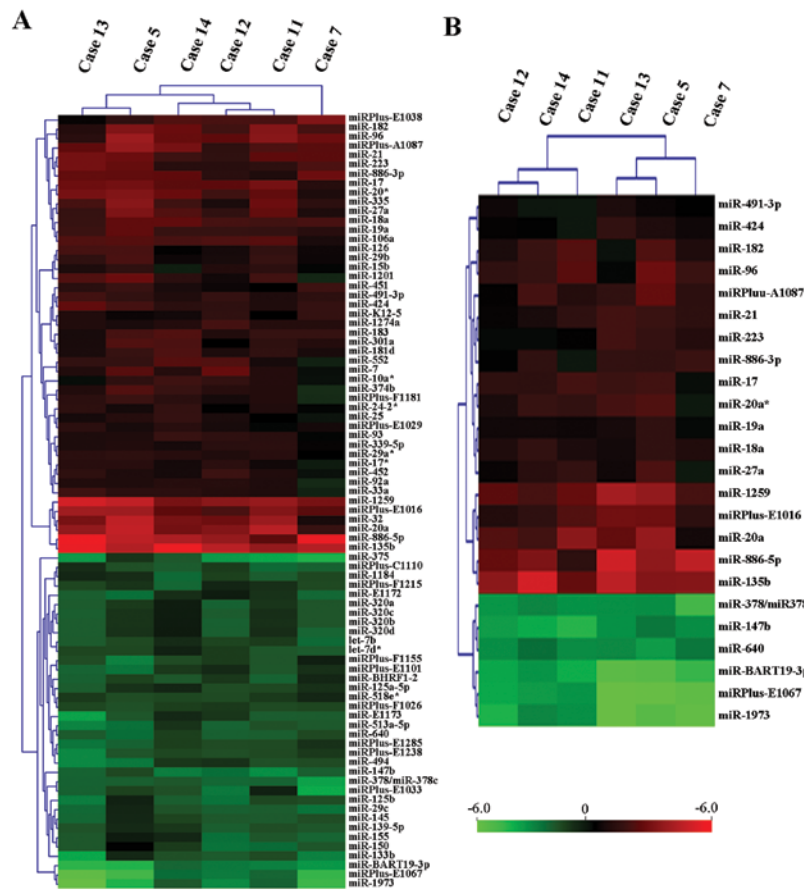 A
Case 13
Case 5
Case 14
Case 12
Case 11
Case 7
miRPlus-E1038
miR-182
miR-96
miRPlus-A1087
miR-21
miR-223
miR-886-3p
miR-17
miR-20*
miR-335
miR-27a
miR-18a
miR-19a
miR-106a
miR-126
miR-29b
miR-15b
miR-1201
miR-451
miR-491-3p
miR-424
miR-K12-5
miR-1274a
miR-183
miR-301a
miR-181d
miR-552
miR-7
miR-10a*
miR-374b
miRPlus-F1181
miR-24-2*
miR-25
miRPlus-E1029
miR-93
miR-339-5p
miR-29a*
miR-17*
miR-452
miR-92a
miR-33a
miR-1259
miRPlus-E1016
miR-32
miR-20a
miR-886-5p
miR-135b
miR-375
miRPlus-C1110
miR-1184
miRPlus-F1215
miR-E1172
miR-320a
miR-320c
miR-320b
miR-320d
let-7b
let-7d*
miRPlus-F1155
miRPlus-E1101
miR-BHRF1-2
miR-125a-5p
miR-518e*
miRPlus-F1026
miR-E1173
miR-513a-5p
miR-640
miRPlus-E1285
miRPlus-E1238
miR-494
miR-147b
miR-378/miR-378c
miRPlus-E1033
miR-125b
miR-29c
miR-145
miR-139-5p
miR-155
miR-150
miR-133b
miR-BART19-3p
miRPlus-E1067
miR-1973
B
Case 12
Case 14
Case 11
Case 13
Case 5
Case 7
miR-491-3p
miR-424
miR-182
miR-96
miRPluu-A1087
miR-21
miR-223
miR-886-3p
miR-17
miR-20a*
miR-19a
miR-18a
miR-27a
miR-1259
miRPlus-E1016
miR-20a
miR-886-5p
miR-135b
miR-378/miR378
miR-147b
miR-640
miR-BART19-3p
miRPlus-E1067
miR-1973
-6.0 0 -6.0